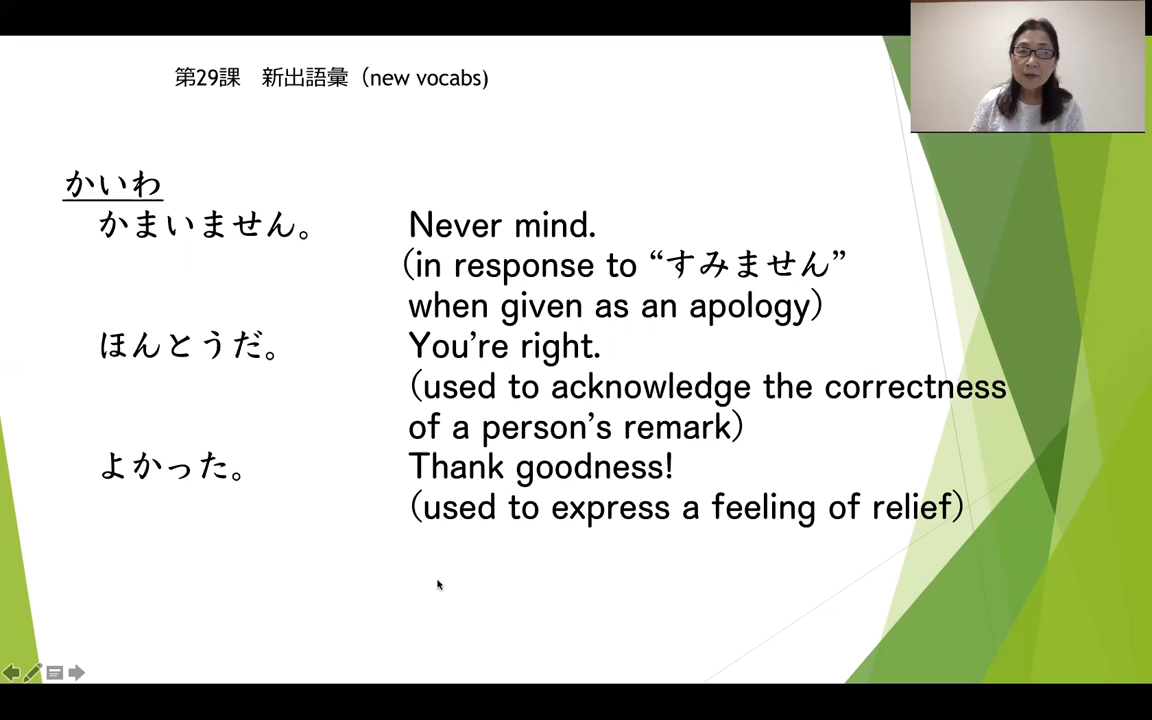 第29課　新出語彙（new vocabs)
かいわ
かまいません。 Never mind.
(in response to “すみません”
when given as an apology)
ほんとうだ。 You’re right.
(used to acknowledge the correctness
of a person’s remark)
よかった。 Thank goodness!
(used to express a feeling of relief)